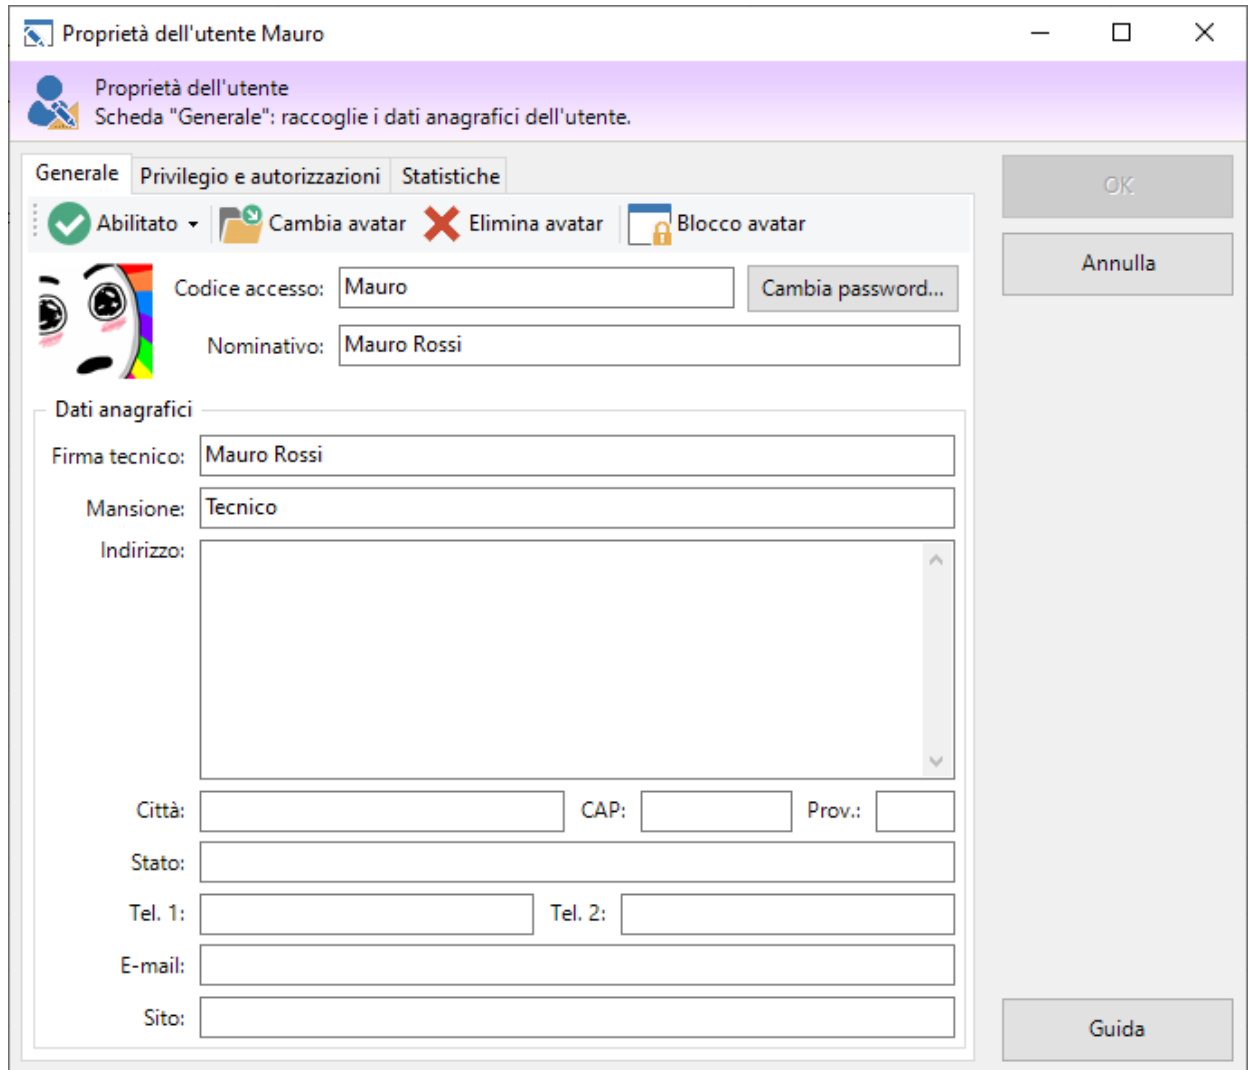 Proprietà dell'utente Mauro
Proprietà dell'utente
Scheda "Generale": raccoglie i dati anagrafici dell'utente.
Generale Privilegio e autorizzazioni Statistiche
OK
Abilitato Cambia avatar Elimina avatar Blocco avatar
Annulla
Codice accesso: Mauro Cambia password...
Nominativo: Mauro Rossi
Dati anagrafici
Firma tecnico: Mauro Rossi
Mansione: Tecnico
Indirizzo:
Città: CAP: Prov.:
Stato:
Tel. 1: Tel. 2:
E-mail:
Sito:
Guida